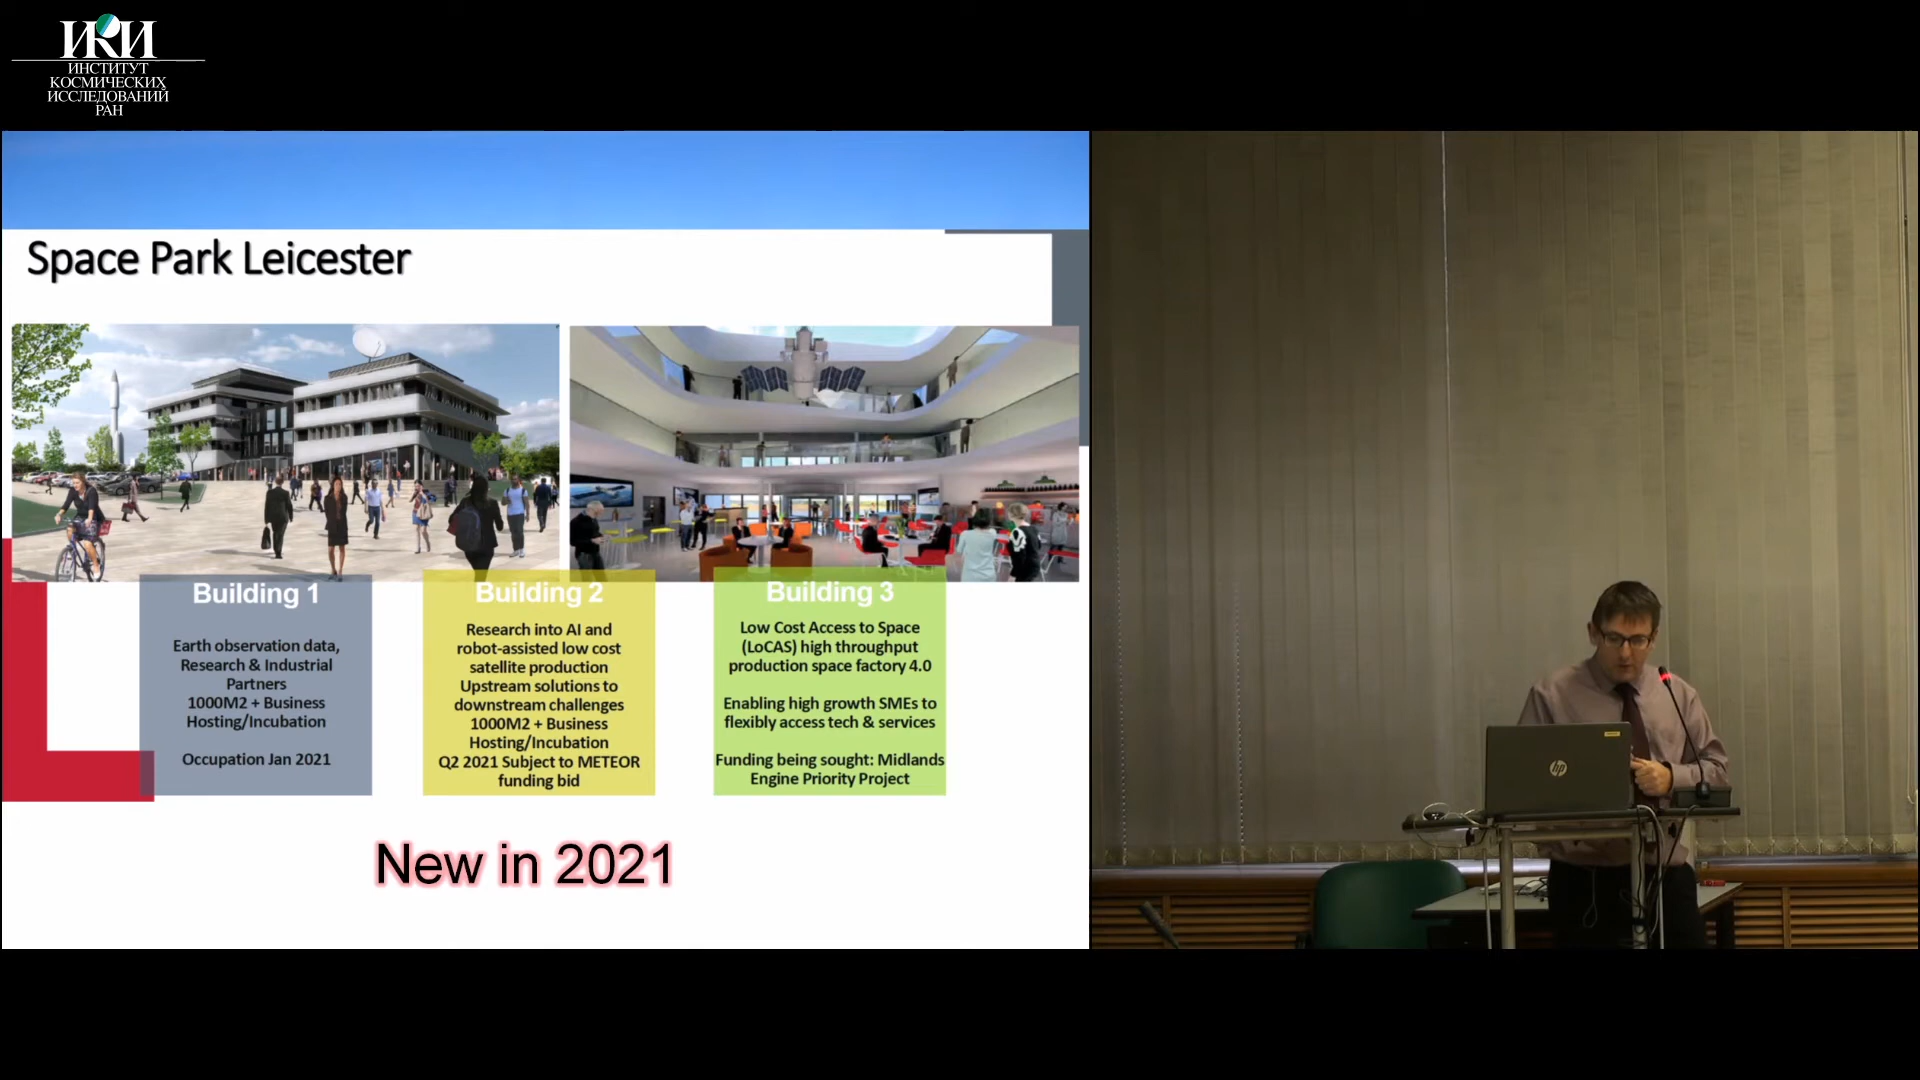 ИКИ
ИНСТИТУТ
КОСМИЧЕСКИХ
ИССЛЕДОВАНИЙ
РАН
Space Park Leicester
Building 1
Earth observation data,
Research & Industrial
Partners
1000M2 + Business
Hosting/Incubation
Occupation Jan 2021
Building 2
Research into AI and
robot-assisted low cost
satellite production
Upstream solutions to
downstream challenges
1000M2 + Business
Hosting/Incubation
Q2 2021 Subject to METEOR
funding bid
Building 3
Low Cost Access to Space
(LoCAS) high throughput
production space factory 4.0
Enabling high growth SMEs to
flexibly access tech & services
Funding being sought: Midlands
Engine Priority Project
New in 2021
hp